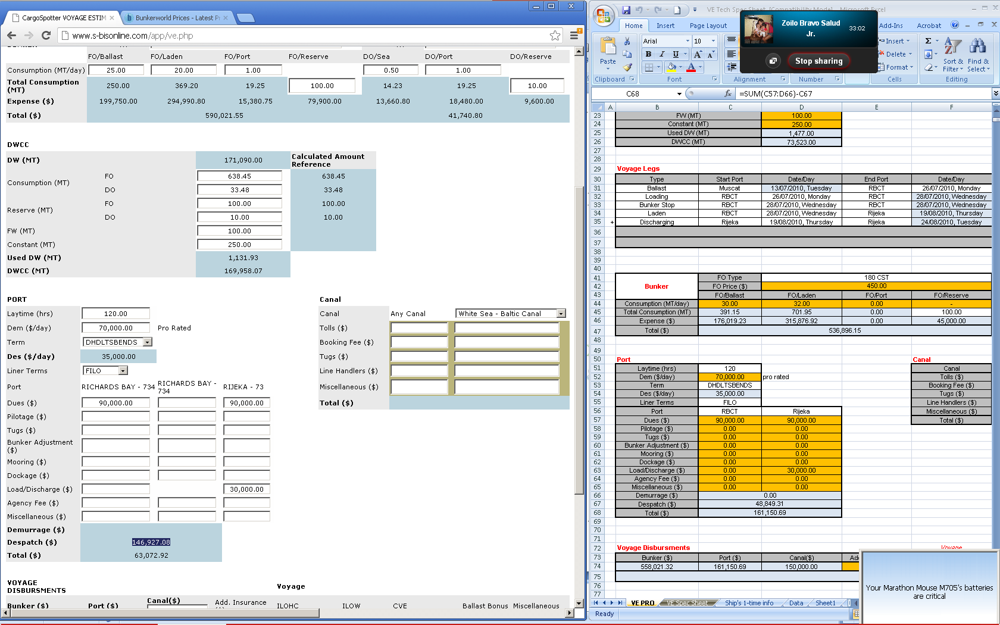 CargoSpotter VOYAGE ESTIM
Bunkerworld Prices - Latest P
www.s-bisonline.com/app/ve.php
FO/Ballast FO/Laden FO/Port FO/Reserve DO/Sea DO/Port DO/Reserve
Consumption (MT/day) 25.00 20.00 1.00 0.50 1.00
Total Consumption (MT) 250.00 369.20 19.25 100.00 14.23 19.25 10.00
Expense ($) 199,750.00 294,990.80 15,380.75 79,900.00 13,660.80 18,480.00 9,600.00
Total ($) 590,021.55 41,740.80
DWCC
DW (MT) 171,090.00 Calculated Amount Reference
Consumption (MT) FO 638.45 638.45
DO 33.48 33.48
Reserve (MT) FO 100.00 100.00
DO 10.00 10.00
FW (MT) 100.00
Constant (MT) 250.00
Used DW (MT) 1,131.93
DWCC (MT) 169,958.07
PORT
Laytime (hrs) 120.00
Dem ($/day) 70,000.00 Pro Rated
Term DHDLTSBENDS
Des ($/day) 35,000.00
Liner Terms FILO
Port RICHARDS BAY - 734 RICHARDS BAY - 734 RIJEKA - 73
Dues ($) 90,000.00 90,000.00
Pilotage ($)
Tugs ($)
Bunker Adjustment ($)
Mooring ($)
Dockage ($)
Load/Discharge ($) 30,000.00
Agency Fee ($)
Miscellaneous ($)
Demurrage ($)
Despatch ($) 146,927.08
Total ($) 63,072.92
Canal
Canal Any Canal White Sea - Baltic Canal
Tolls ($)
Booking Fee ($)
Tugs ($)
Line Handlers ($)
Miscellaneous ($)
Total ($)
VOYAGE DISBURSMENTS
Voyage
Bunker ($) Port ($) Canal($) Add. Insurance ILOHC ILOW CVE Ballast Bonus Miscellaneous
VE Tech Spec Sheet [Compatibility Mode] - Microsoft Excel
Home Insert Page Layout Add-Ins Acrobat
Zoilo Bravo Salud Jr. 33:02
Stop sharing
Paste Arial 10 B I U A Insert Delete Format Sort & Filter Find & Select
Clipboard Font Alignment Number Cells Editing
C68 fx =SUM(C57:D66)-C67
A B C D E F
23 FW (MT) 100.00
24 Constant (MT) 250.00
25 Used DW (MT) 1,477.00
26 DWCC (MT) 73,523.00
27
28
29 Voyage Legs
30 Type Start Port Date/Day End Port Date/Day
31 Ballast Muscat 13/07/2010, Tuesday RBCT 26/07/2010, Monday
32 Loading RBCT 26/07/2010, Monday RBCT 28/07/2010, Wednesday
33 Bunker Stop RBCT 28/07/2010, Wednesday RBCT 28/07/2010, Wednesday
34 Laden RBCT 28/07/2010, Wednesday Rijeka 19/08/2010, Thursday
35 + Discharging Rijeka 19/08/2010, Thursday Rijeka 24/08/2010, Tuesday
36
37
38
39
40
41 Bunker FO Type 180 CST
42 FO Price ($) 450.00
43 FO/Ballast FO/Laden FO/Port FO/Reserve
44 Consumption (MT/day) 30.00 32.00 0.00 -
45 Total Consumption (MT) 391.15 701.95 0.00 100.00
46 Expense ($) 176,019.23 315,876.92 0.00 45,000.00
47 Total ($) 536,896.15
48
49
50 Port Canal
51 Laytime (hrs) 120 Canal
52 Dem ($/day) 70,000.00 pro rated Tolls ($)
53 Term DHDLTSBENDS Booking Fee ($)
54 Des ($/day) 35,000.00 Tugs ($)
55 Liner Terms FILO Line Handlers ($)
56 Port RBCT Rijeka Miscellaneous ($)
57 Dues ($) 90,000.00 90,000.00 Total ($)
58 Pilotage ($) 0.00 0.00
59 Tugs ($) 0.00 0.00
60 Bunker Adjustment ($) 0.00 0.00
61 Mooring ($) 0.00 0.00
62 Dockage ($) 0.00 0.00
63 Load/Discharge ($) 0.00 30,000.00
64 Agency Fee ($) 0.00 0.00
65 Miscellaneous ($) 0.00 0.00
66 Demurrage ($) 0.00
67 Despatch ($) 48,849.31
68 Total ($) 161,150.69
69
70
71
72 Voyage Disbursments Voyage
73 Bunker ($) Port ($) Canal($)
74 558,021.32 161,150.69 150,000.00
75
76
77
VE PRO VE Spec Sheet Ship's 1-time info Data Sheet1
Ready
Your Marathon Mouse M705's batteries are critical